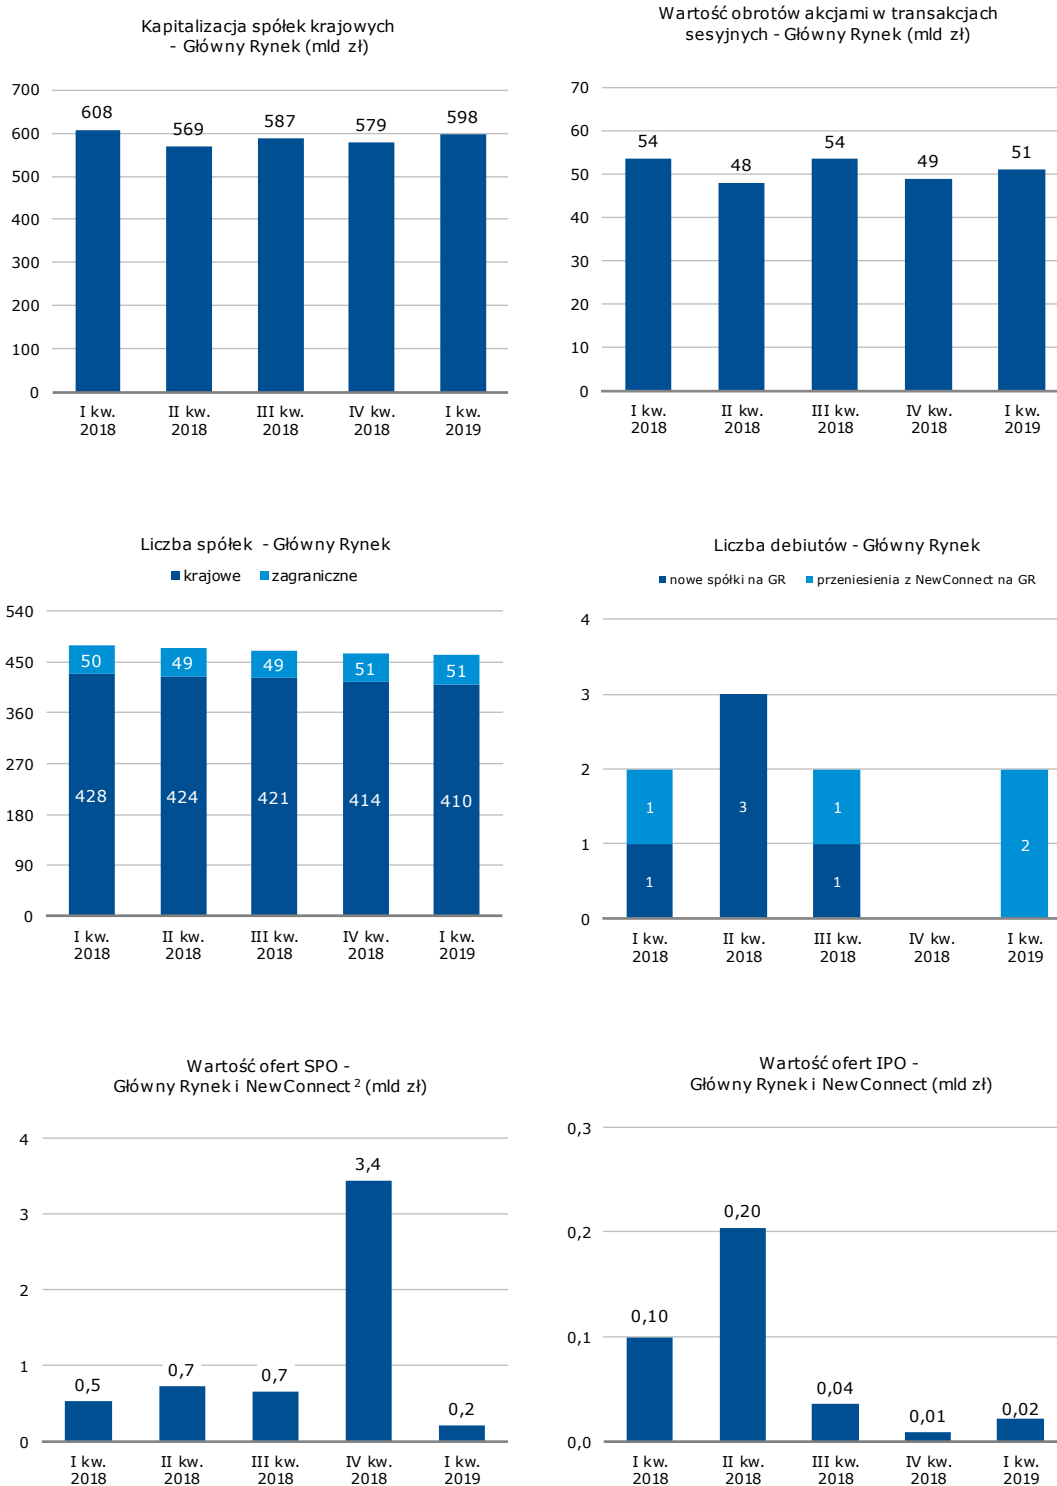 Kapitalizacja spółek krajowych
- Główny Rynek (mld zł)
700
600
500
400
300
200
100
0
608
569
587
579
598
I kw.
2018
II kw.
2018
III kw.
2018
IV kw.
2018
I kw.
2019
Wartość obrotów akcjami w transakcjach
sesyjnych - Główny Rynek (mld zł)
70
60
50
40
30
20
10
0
54
48
54
49
51
I kw.
2018
II kw.
2018
III kw.
2018
IV kw.
2018
I kw.
2019
Liczba spółek - Główny Rynek
krajowe zagraniczne
540
450
360
270
180
90
0
50
49
49
51
51
428
424
421
414
410
I kw.
2018
II kw.
2018
III kw.
2018
IV kw.
2018
I kw.
2019
Liczba debiutów - Główny Rynek
nowe spółki na GR przeniesienia z NewConnect na GR
4
3
2
1
0
1
1
3
1
1
2
I kw.
2018
II kw.
2018
III kw.
2018
IV kw.
2018
I kw.
2019
Wartość ofert SPO -
Główny Rynek i NewConnect 2 (mld zł)
4
3
2
1
0
0,5
0,7
0,7
3,4
0,2
I kw.
2018
II kw.
2018
III kw.
2018
IV kw.
2018
I kw.
2019
Wartość ofert IPO -
Główny Rynek i NewConnect (mld zł)
0,3
0,2
0,1
0,0
0,10
0,20
0,04
0,01
0,02
I kw.
2018
II kw.
2018
III kw.
2018
IV kw.
2018
I kw.
2019